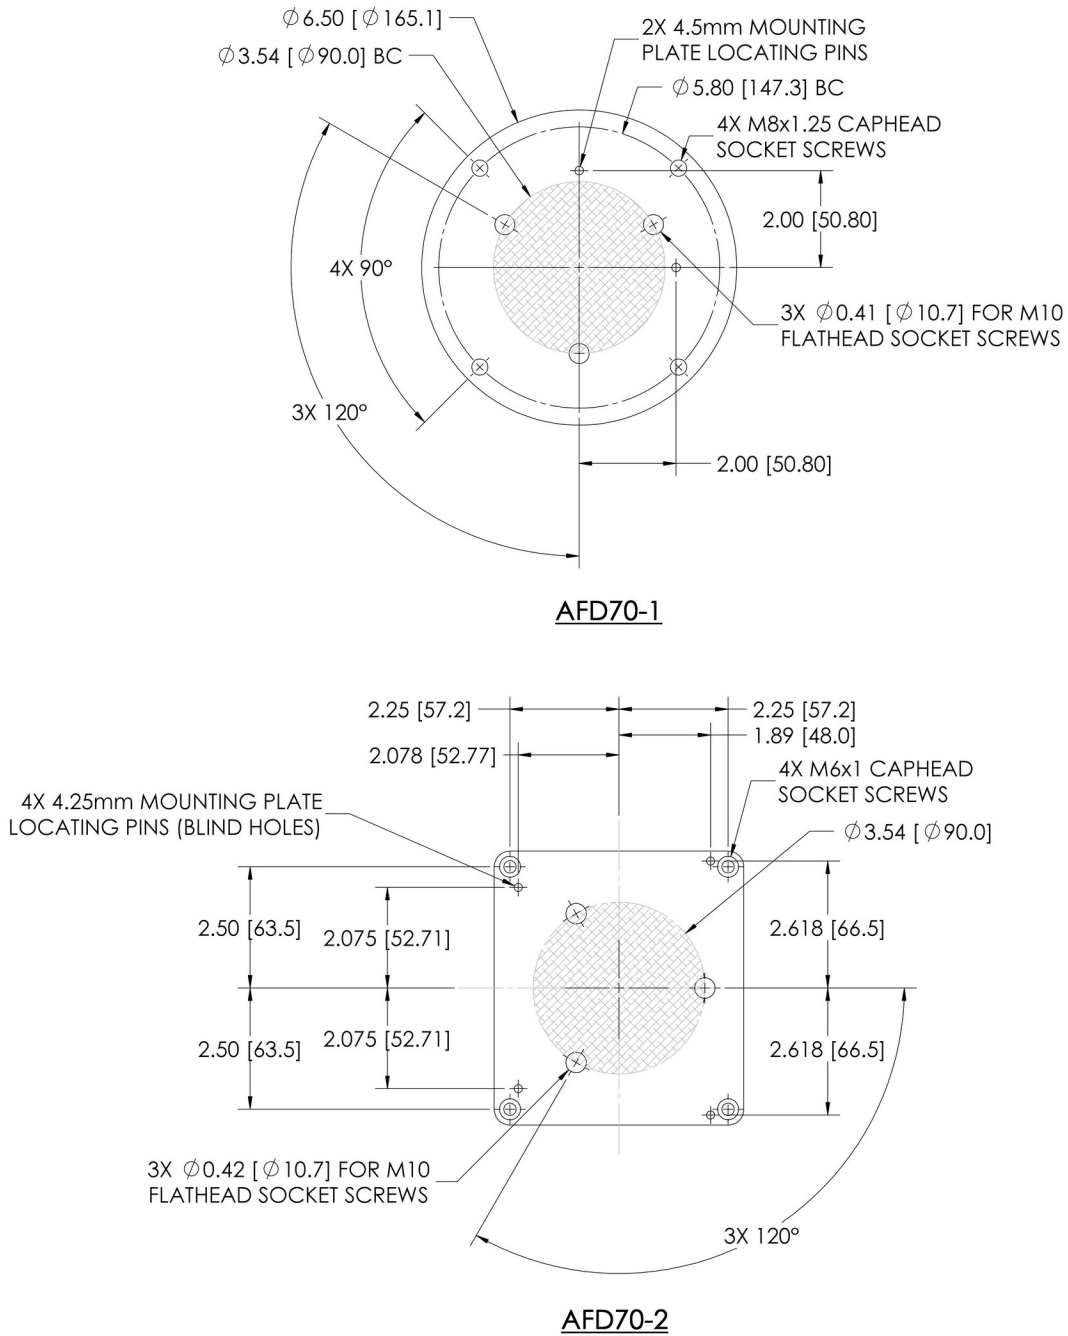 ∅6.50 [∅165.1]
∅3.54 [∅90.0] BC
2X 4.5mm MOUNTING
PLATE LOCATING PINS
∅5.80 [147.3] BC
4X M8x1.25 CAPHEAD
SOCKET SCREWS
2.00 [50.80]
4X 90°
3X ∅0.41 [∅10.7] FOR M10
FLATHEAD SOCKET SCREWS
3X 120°
2.00 [50.80]
AFD70-1
2.25 [57.2]
2.25 [57.2]
1.89 [48.0]
2.078 [52.77]
4X M6x1 CAPHEAD
SOCKET SCREWS
4X 4.25mm MOUNTING PLATE
LOCATING PINS (BLIND HOLES)
∅3.54 [∅90.0]
2.50 [63.5]
2.075 [52.71]
2.618 [66.5]
2.50 [63.5]
2.075 [52.71]
2.618 [66.5]
3X ∅0.42 [∅10.7] FOR M10
FLATHEAD SOCKET SCREWS
3X 120°
AFD70-2